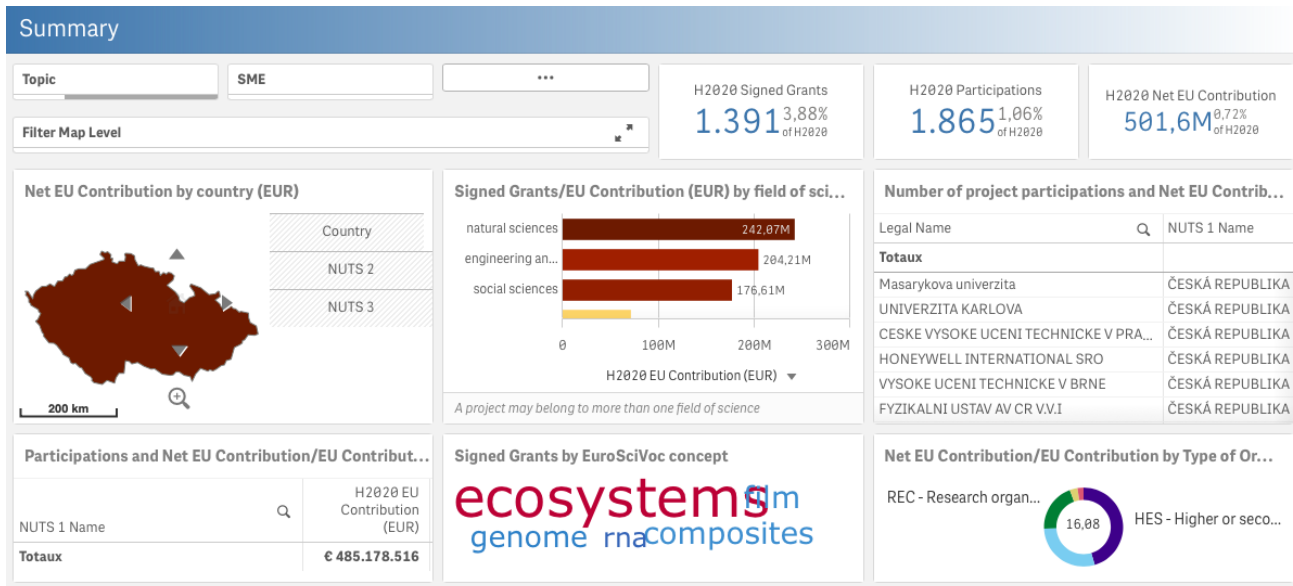 Summary
Topic
SME
...
H2020 Signed Grants
1.391 3,88%
of H2020
H2020 Participations
1.865 1,06%
of H2020
H2020 Net EU Contribution
501,6M 0,72%
of H2020
Filter Map Level
Net EU Contribution by country (EUR)
Country
NUTS 2
NUTS 3
200 km
Signed Grants/EU Contribution (EUR) by field of sci...
natural sciences 242,07M
engineering an... 204,21M
social sciences 176,61M
0 100M 200M 300M
H2020 EU Contribution (EUR)
A project may belong to more than one field of science
Number of project participations and Net EU Contrib...
Legal Name NUTS 1 Name
Totaux
Masarykova univerzita ČESKÁ REPUBLIKA
UNIVERZITA KARLOVA ČESKÁ REPUBLIKA
CESKE VYSOKE UCENI TECHNICKE V PRA... ČESKÁ REPUBLIKA
HONEYWELL INTERNATIONAL SRO ČESKÁ REPUBLIKA
VYSOKE UCENI TECHNICKE V BRNE ČESKÁ REPUBLIKA
FYZIKALNI USTAV AV CR V.V.I ČESKÁ REPUBLIKA
Participations and Net EU Contribution/EU Contribut...
NUTS 1 Name
H2020 EU
Contribution
(EUR)
Totaux € 485.178.516
Signed Grants by EuroSciVoc concept
ecosystems film
genome rna composites
Net EU Contribution/EU Contribution by Type of Or...
REC - Research organ...
16,08
HES - Higher or seco...